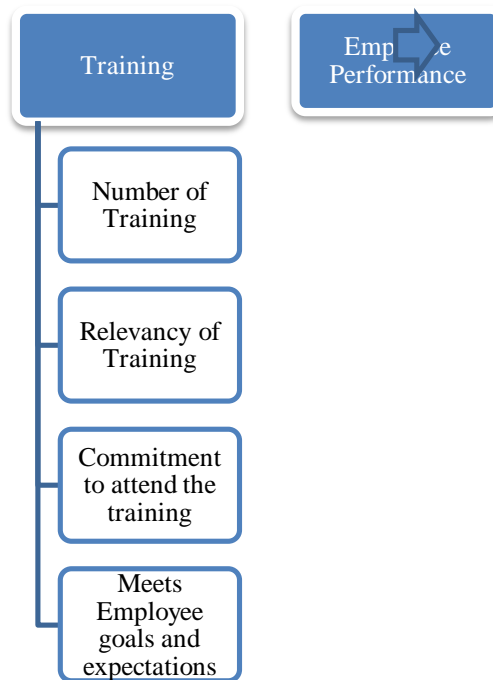 Training
Performance
Number of
Training
Relevancy of
Training
Commitment
to attend the
training
Meets
Employee
goals and
expectations